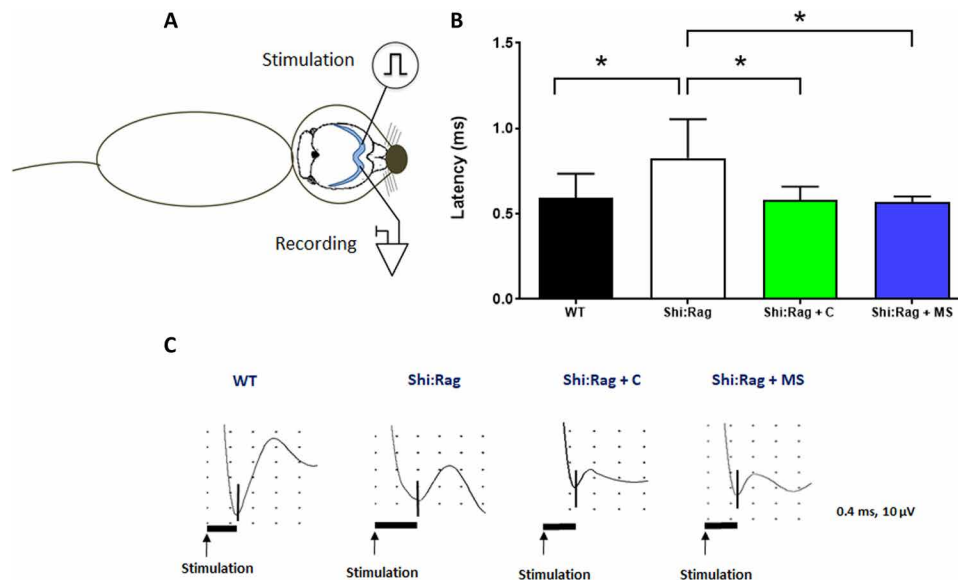 A
Stimulation
Recording
B
*
*
*
Latency (ms)
1.5
1.0
0.5
0.0
WT
Shi:Rag
Shi:Rag + C
Shi:Rag + MS
C
WT
Shi:Rag
Shi:Rag + C
Shi:Rag + MS
0.4 ms, 10 µV
Stimulation
Stimulation
Stimulation
Stimulation